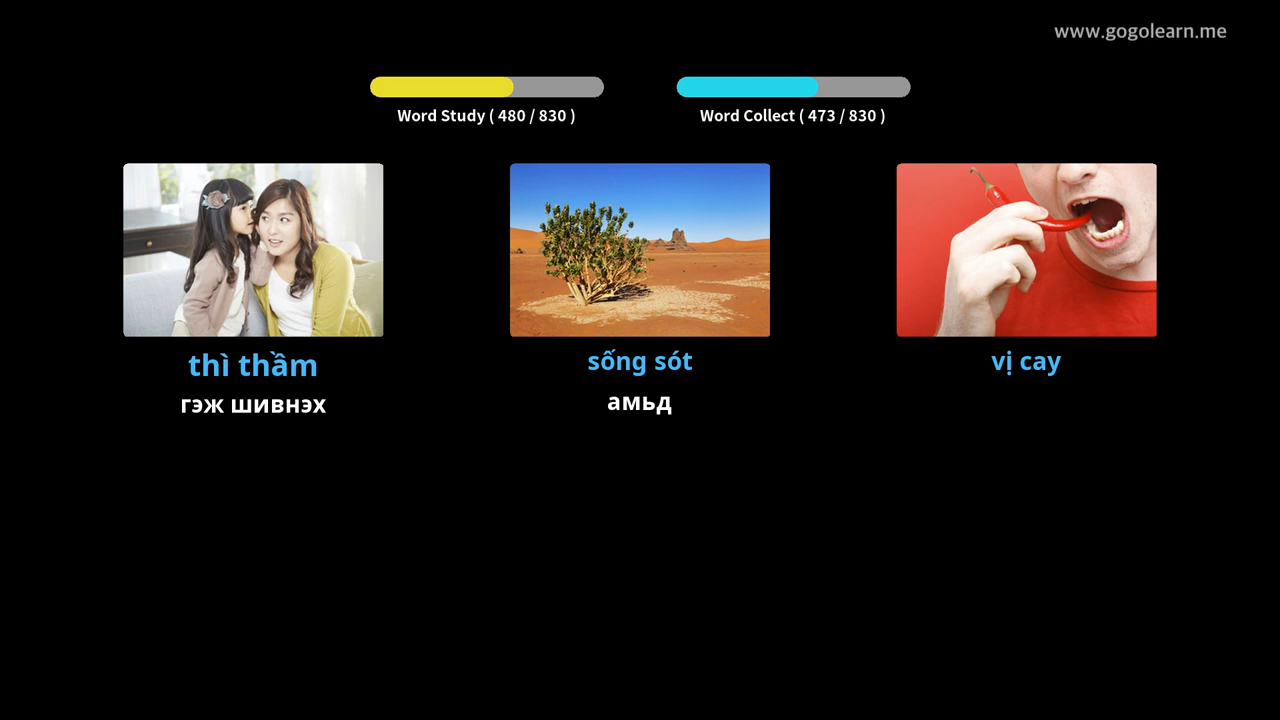 www.gogolearn.me
Word Study ( 480 / 830 )
Word Collect ( 473 / 830 )
thì thầm
гэж шивнэх
sống sót
амьд
vị cay